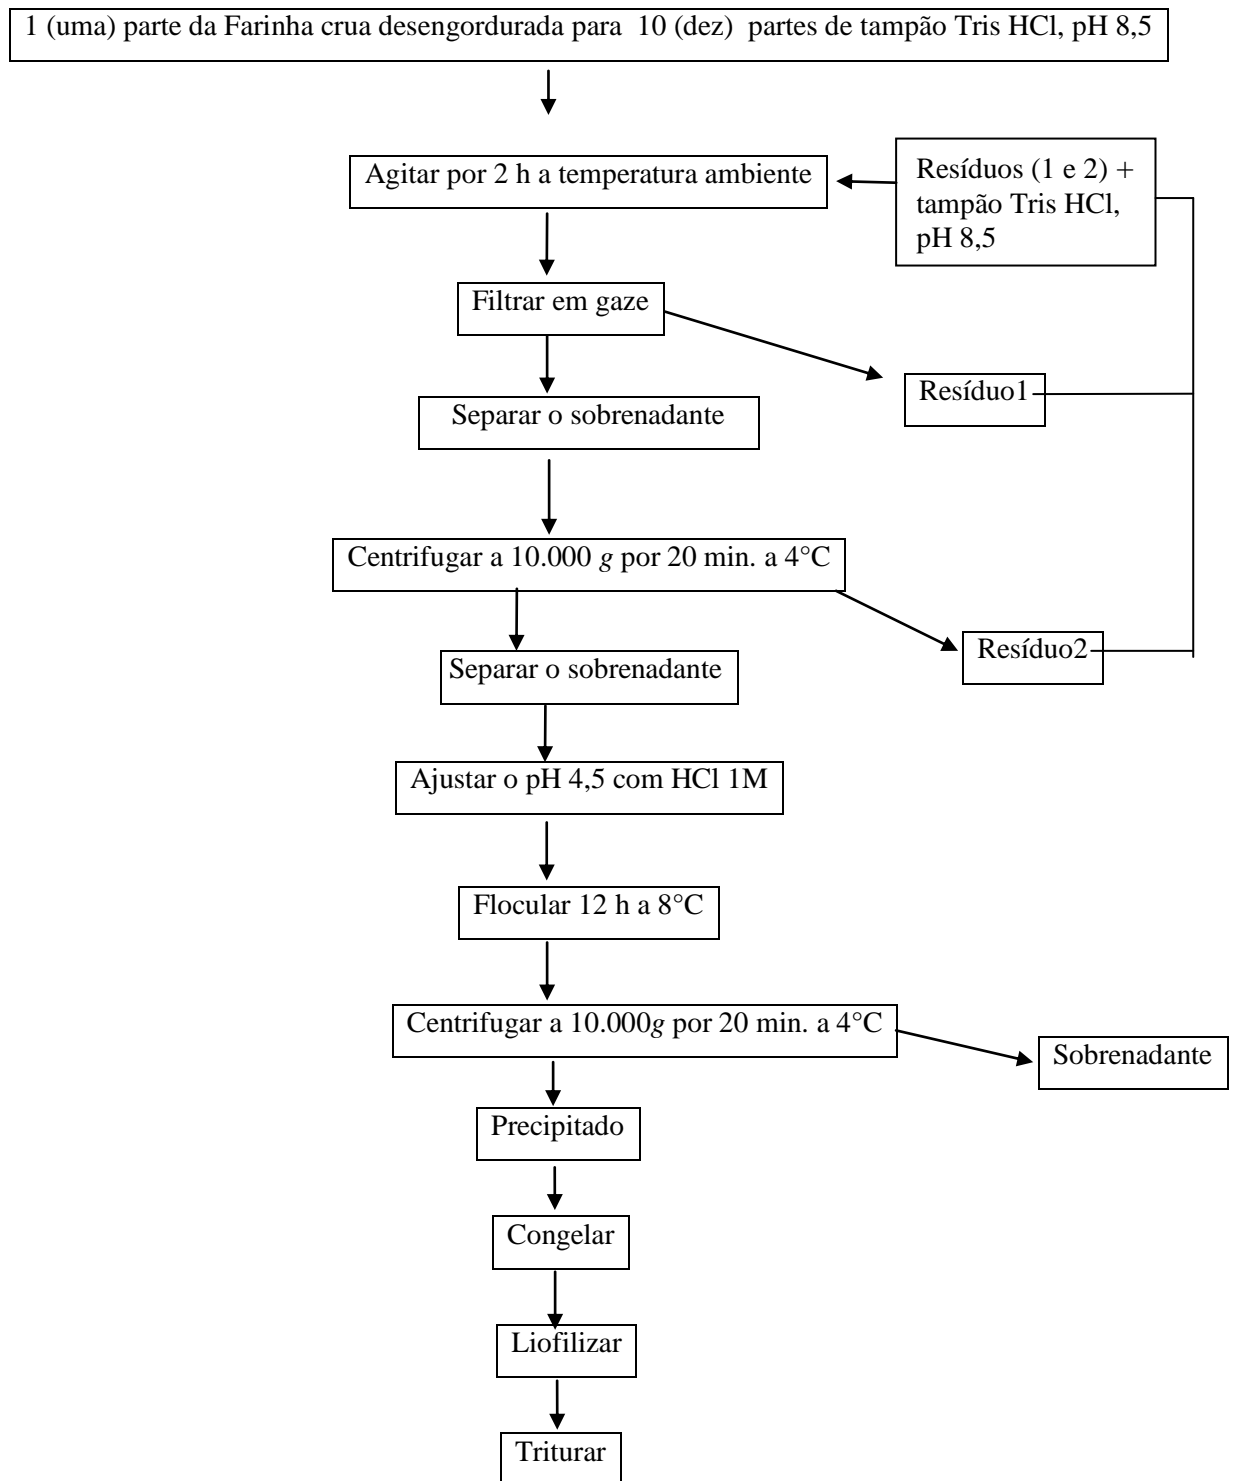 1 (uma) parte da Farinha crua desengordurada para 10 (dez) partes de tampão Tris HCl, pH 8,5
Agitar por 2 h a temperatura ambiente
Resíduos (1 e 2) +
tampão Tris HCl,
pH 8,5
Filtrar em gaze
Resíduo1
Separar o sobrenadante
Centrifugar a 10.000 g por 20 min. a 4°C
Resíduo2
Separar o sobrenadante
Ajustar o pH 4,5 com HCl 1M
Flocular 12 h a 8°C
Centrifugar a 10.000g por 20 min. a 4°C
Sobrenadante
Precipitado
Congelar
Liofilizar
Triturar